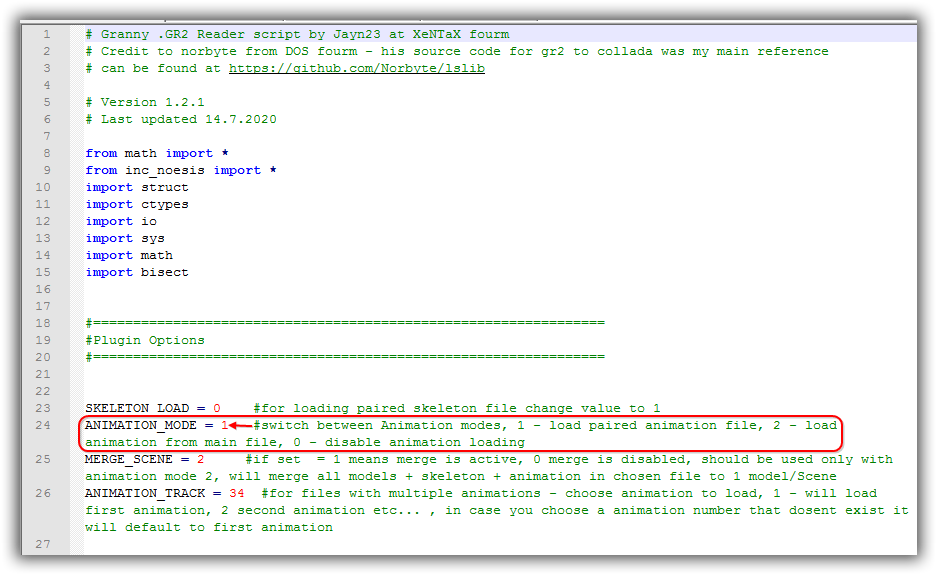 1 # Granny .GR2 Reader script by Jayn23 at XeNTaX fourm
2 # Credit to norbyte from DOS fourm - his source code for gr2 to collada was my main reference
3 # can be found at https://github.com/Norbyte/lslib
4
5 # Version 1.2.1
6 # Last updated 14.7.2020
7
8 from math import *
9 from inc_noesis import *
10 import struct
11 import ctypes
12 import io
13 import sys
14 import math
15 import bisect
16
17
18 #================================================================
19 #Plugin Options
20 #================================================================
21
22
23 SKELETON_LOAD = 0 #for loading paired skeleton file change value to 1
24 ANIMATION_MODE = 1 #switch between Animation modes, 1 - load paired animation file, 2 - load
animation from main file, 0 - disable animation loading
25 MERGE_SCENE = 2 #if set = 1 means merge is active, 0 merge is disabled, should be used only with
animation mode 2, will merge all models + skeleton + animation in chosen file to 1 model/Scene
26 ANIMATION_TRACK = 34 #for files with multiple animations - choose animation to load, 1 - will load
first animation, 2 second animation etc... , in case you choose a animation number that dosent exist it
will default to first animation
27